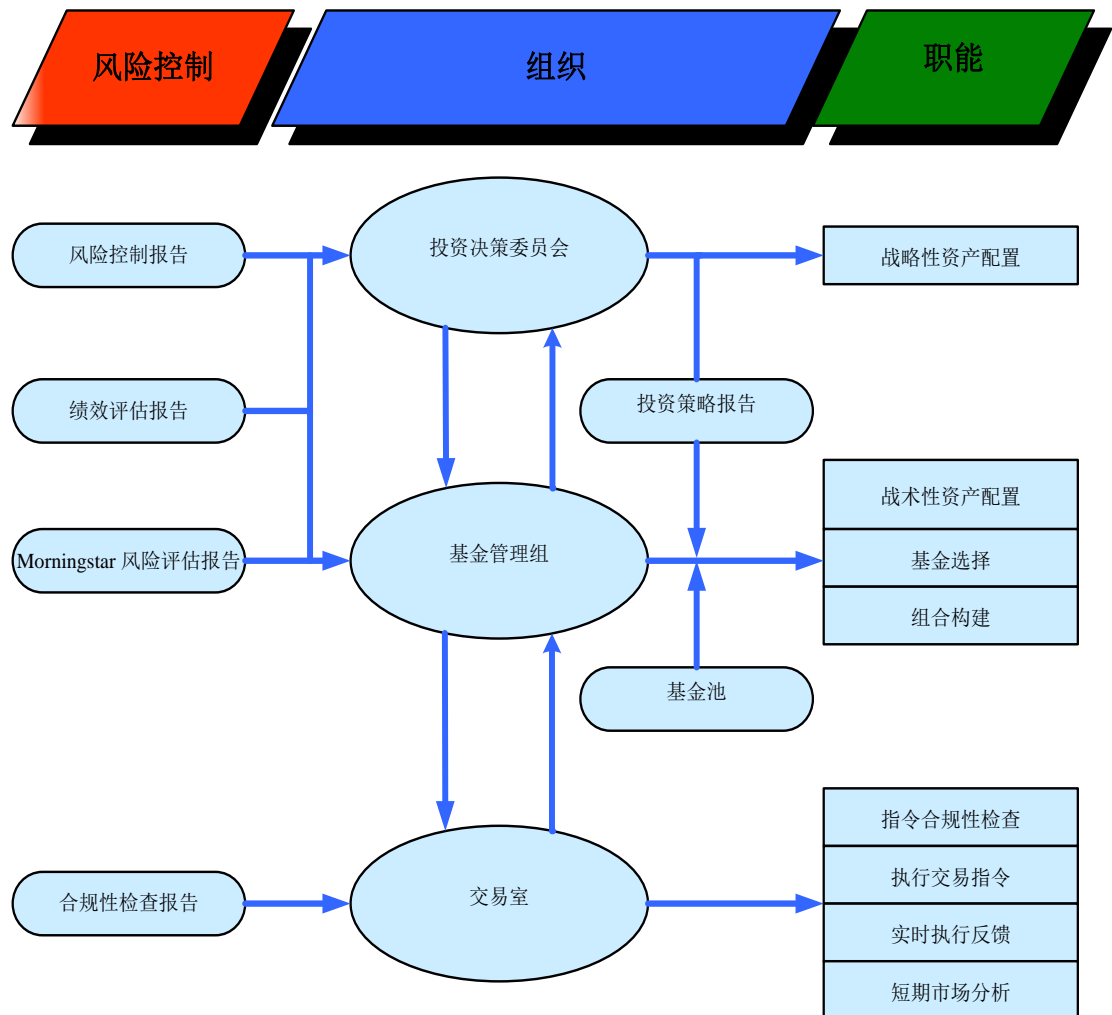 风险控制
组织
职能
风险控制报告
投资决策委员会
战略性资产配置
绩效评估报告
投资策略报告
战术性资产配置
Morningstar 风险评估报告
基金管理组
基金选择
组合构建
基金池
指令合规性检查
合规性检查报告
交易室
执行交易指令
实时执行反馈
短期市场分析